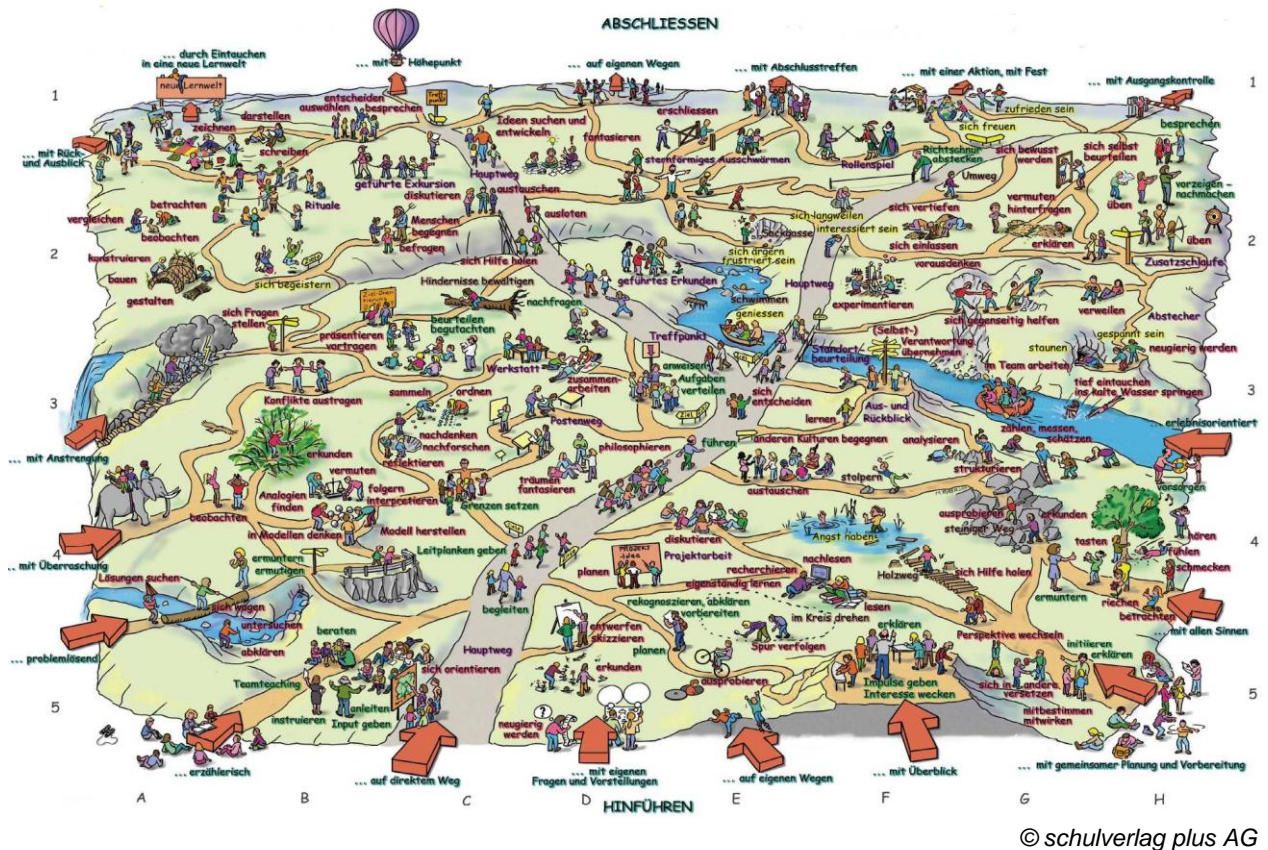 ABSCHLIESSEN
... durch Eintauchen
in eine neue Lernwelt
... mit Höhepunkt
... auf eigenen Wegen
... mit Abschlusstreffen
... mit einer Aktion, mit Fest
... mit Ausgangskontrolle
neue Lernwelt
1
1
Treff-
punkt
entscheiden
auswählen
besprechen
zeichnen
darstellen
schreiben
Ideen suchen und
entwickeln
fantasieren
erschliessen
zufrieden sein
sich freuen
besprechen
... mit Rück-
und Ausblick
geführte Exkursion
diskutieren
Hauptweg
austauschen
sternförmiges Ausschwärmen
Rollenspiel
Richtschnur
abstecken
sich bewusst
werden
sich selbst
beurteilen
Umweg
vorzeigen -
nachmachen
üben
betrachten
Rituale
vergleichen
beobachten
Menschen
begegnen
befragen
ausloten
sich langweilen
interessiert sein
sich vertiefen
vermuten
hinterfragen
sich einlassen
erklären
üben
2
2
konstruieren
bauen
gestalten
sich begeistern
sich Hilfe holen
Sackgasse
sich ärgern
frustriert sein
Zusatzschlaufe
Hindernisse bewältigen
geführtes Erkunden
Hauptweg
vorausdenken
experimentieren
verweilen
Abstecher
nachfragen
schwimmen
geniessen
sich gegenseitig helfen
gespannt sein
sich Fragen
stellen
präsentieren
vortragen
beurteilen
begutachten
Treffpunkt
Standort-
beurteilung
(Selbst-)
Verantwortung
übernehmen
staunen
neugierig werden
Werkstatt
zusammen-
arbeiten
anweisen
Aufgaben
verteilen
im Team arbeiten
tief eintauchen
ins kalte Wasser springen
3
3
Konflikte austragen
sammeln
ordnen
sich
entscheiden
ZIEL
lernen
Aus- und
Rückblick
zählen, messen,
schätzen
... erlebnisorientiert
Postenweg
nachdenken
nachforschen
philosophieren
führen
anderen Kulturen begegnen
analysieren
... mit Anstrengung
erkunden
reflektieren
strukturieren
vermuten
folgern
interpretieren
träumen
fantasieren
stolpern
austauschen
vorsorgen
Analogien
finden
Grenzen setzen
ausprobieren
erkunden
steiniger Weg
beobachten
in Modellen denken
Modell herstellen
diskutieren
Angst haben
tasten
hören
4
4
... mit Überraschung
Leitplanken geben
PROJEKT
Projektarbeit
planen
nachlesen
recherchieren
eigenständig lernen
fühlen
schmecken
ermuntern
ermutigen
Holzweg
sich Hilfe holen
Lösungen suchen
begleiten
rekognoszieren, abklären
vorbereiten
lesen
ermuntern
riechen
betrachten
sich wagen
untersuchen
abklären
entwerfen
skizzieren
im Kreis drehen
erklären
... mit allen Sinnen
beraten
planen
Spur verfolgen
Perspektive wechseln
initiieren
erklären
... problemlösend
Hauptweg
sich orientieren
erkunden
Teamteaching
ausprobieren
Impulse geben
Interesse wecken
sich in andere
versetzen
5
5
anleiten
instruieren
Input geben
neugierig
werden
?
mitbestimmen
mitwirken
... erzählerisch
... auf direktem Weg
... mit eigenen
Fragen und Vorstellungen
... auf eigenen Wegen
... mit Überblick
... mit gemeinsamer Planung und Vorbereitung
A B C D E F G H
HINFÜHREN
© schulverlag plus AG